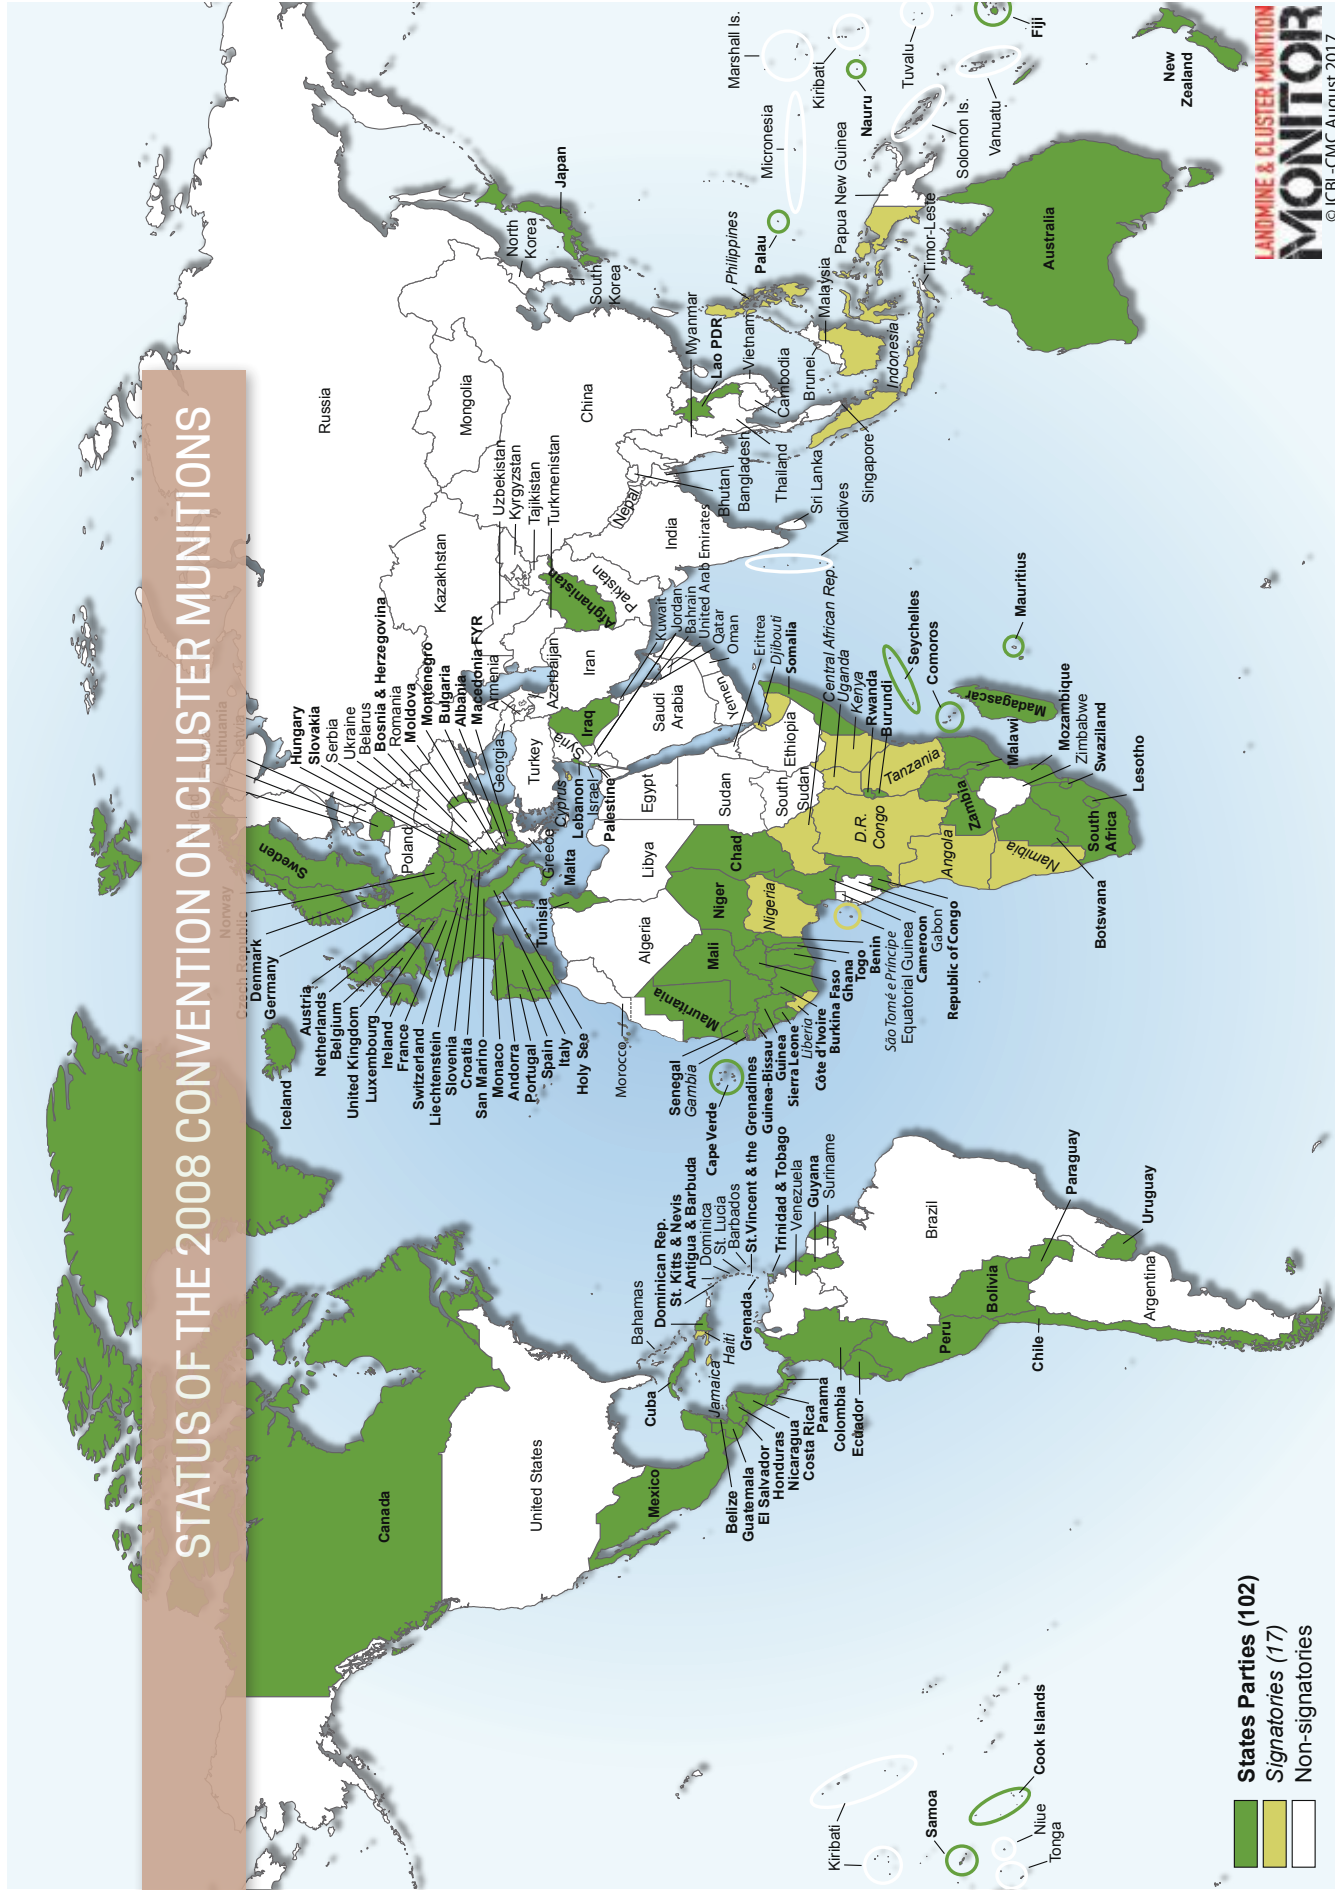 STATUS OF THE 2008 CONVENTION ON CLUSTER MUNITIONS
Norway
Czech Republic
Lithuania
Latvia
Denmark
Germany
Austria
Netherlands
Belgium
United Kingdom
Luxembourg
Ireland
France
Switzerland
Liechtenstein
Slovenia
Croatia
San Marino
Monaco
Andorra
Portugal
Spain
Italy
Holy See
Iceland
Sweden
Poland
Hungary
Slovakia
Serbia
Ukraine
Belarus
Bosnia & Herzegovina
Romania
Moldova
Montenegro
Bulgaria
Albania
Macedonia FYR
Armenia
Georgia
Azerbaijan
Turkey
Greece
Cyprus
Malta
Syria
Lebanon
Israel
Palestine
Iraq
Iran
Kuwait
Jordan
Bahrain
United Arab Emirates
Qatar
Oman
Saudi
Arabia
Yemen
Russia
Kazakhstan
Mongolia
China
Uzbekistan
Kyrgyzstan
Tajikistan
Turkmenistan
Afghanistan
Pakistan
Nepal
India
Bhutan
Bangladesh
Sri Lanka
Maldives
Myanmar
Lao PDR
Vietnam
Cambodia
Thailand
Brunei
Malaysia
Singapore
Indonesia
Timor-Leste
Philippines
North
Korea
South
Korea
Japan
Palau
Micronesia
Marshall Is.
Kiribati
Nauru
Tuvalu
Papua New Guinea
Solomon Is.
Vanuatu
Fiji
Australia
New
Zealand
Canada
United States
Mexico
Bahamas
Cuba
Jamaica
Haiti
Dominican Rep.
St. Kitts & Nevis
Antigua & Barbuda
Dominica
St. Lucia
Barbados
St.Vincent & the Grenadines
Grenada
Trinidad & Tobago
Venezuela
Guyana
Suriname
Belize
Guatemala
El Salvador
Honduras
Nicaragua
Costa Rica
Panama
Colombia
Ecuador
Peru
Brazil
Bolivia
Paraguay
Uruguay
Chile
Argentina
Morocco
Algeria
Tunisia
Libya
Egypt
Mauritania
Mali
Niger
Chad
Sudan
South
Sudan
Eritrea
Djibouti
Somalia
Ethiopia
Central African Rep.
Uganda
Kenya
Rwanda
Burundi
Tanzania
Nigeria
D.R.
Congo
Cape Verde
Senegal
Gambia
Guinea-Bissau
Guinea
Sierra Leone
Liberia
Côte d'Ivoire
Burkina Faso
Ghana
Togo
Benin
São Tomé e Príncipe
Equatorial Guinea
Cameroon
Gabon
Republic of Congo
Angola
Zambia
Namibia
Botswana
South
Africa
Malawi
Mozambique
Zimbabwe
Swaziland
Lesotho
Madagascar
Comoros
Seychelles
Mauritius
Kiribati
Samoa
Cook Islands
Niue
Tonga
States Parties (102)
Signatories (17)
Non-signatories
LANDMINE & CLUSTER MUNITION
MONITOR
© ICBL-CMC August 2017